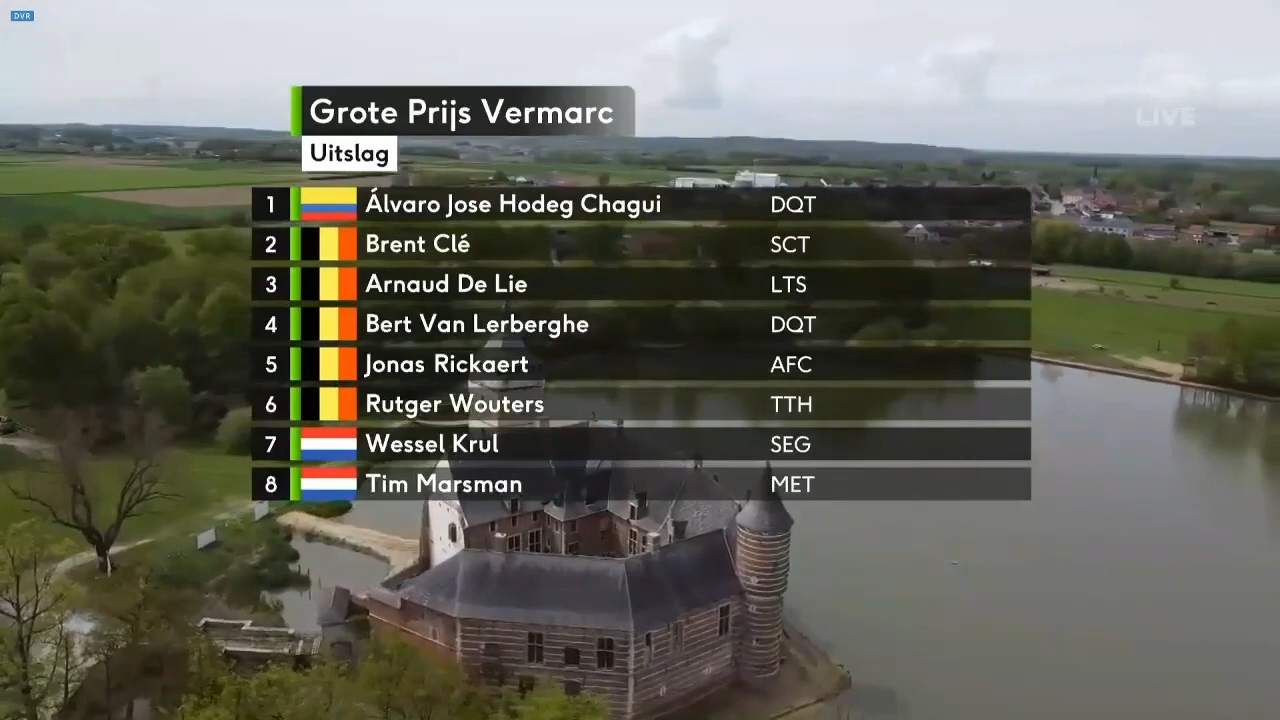 DVR
Grote Prijs Vermarc
LIVE
Uitslag
1 Álvaro Jose Hodeg Chagui DQT
2 Brent Clé SCT
3 Arnaud De Lie LTS
4 Bert Van Lerberghe DQT
5 Jonas Rickaert AFC
6 Rutger Wouters TTH
7 Wessel Krul SEG
8 Tim Marsman MET